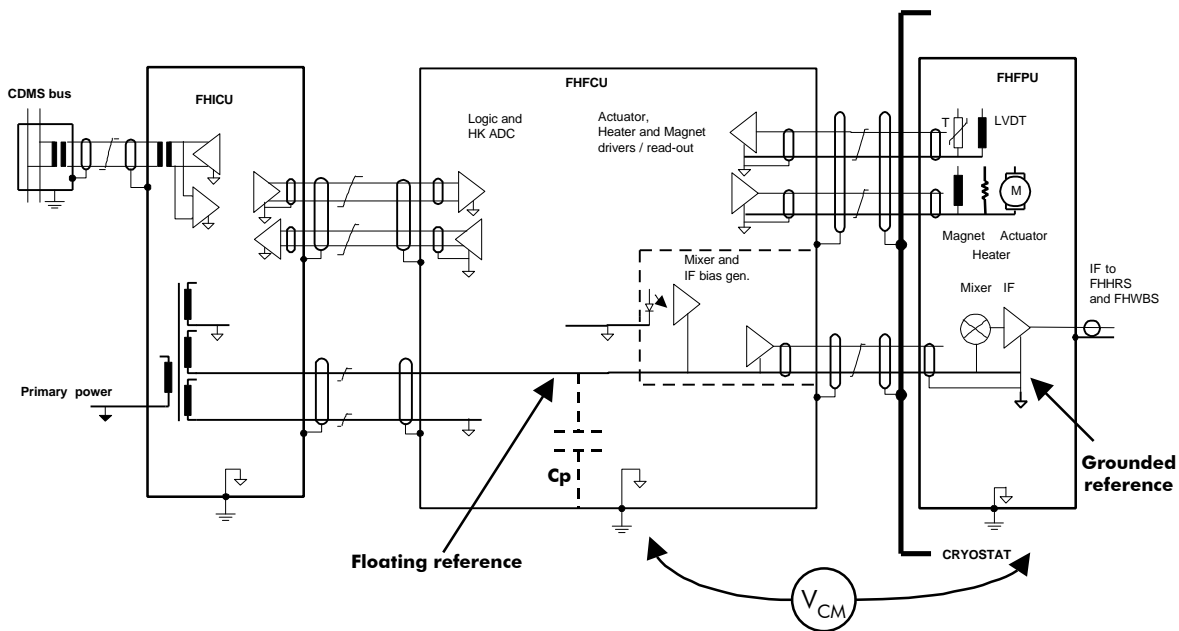 CDMS bus
FHICU
FHFCU
FHFPU
Logic and
HK ADC
Actuator,
Heater and Magnet
drivers / read-out
T
LVDT
M
Magnet Actuator
Heater
Mixer and
IF bias gen.
Mixer IF
IF to
FHHRS
and FHWBS
Primary power
Cp
Grounded
reference
Floating reference
CRYOSTAT
VCM